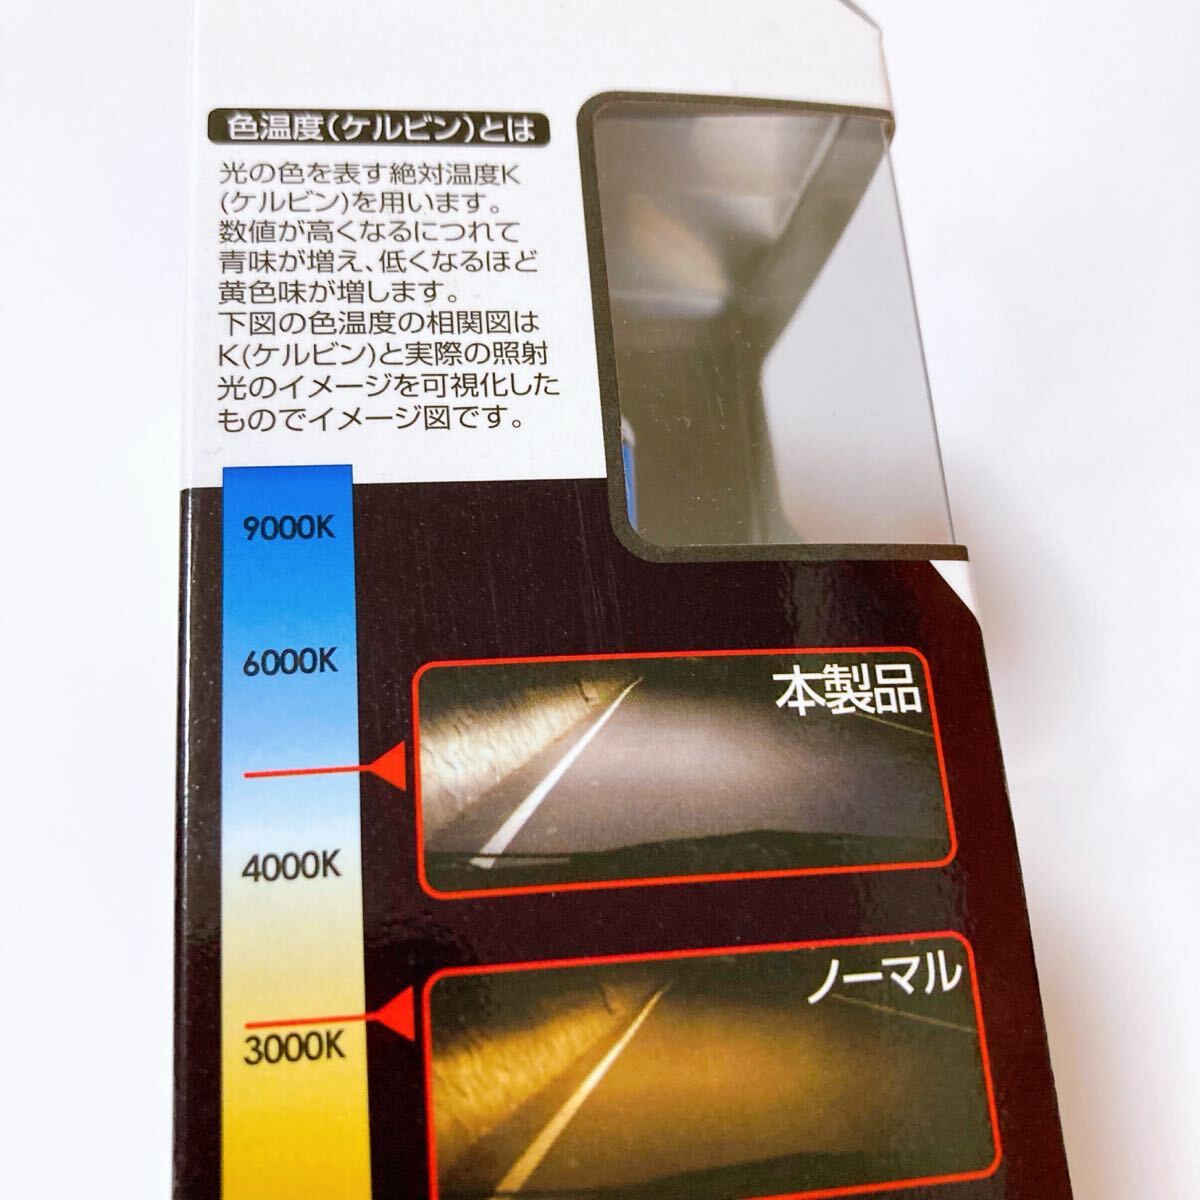 色温度(ケルビン)とは
光の色を表す絶対温度K
(ケルビン)を用います。
数値が高くなるにつれて
青味が増え、低くなるほど
黄色味が増します。
下図の色温度の相関図は
K(ケルビン)と実際の照射
光のイメージを可視化した
ものでイメージ図です。
9000K
6000K
本製品
4000K
ノーマル
3000K